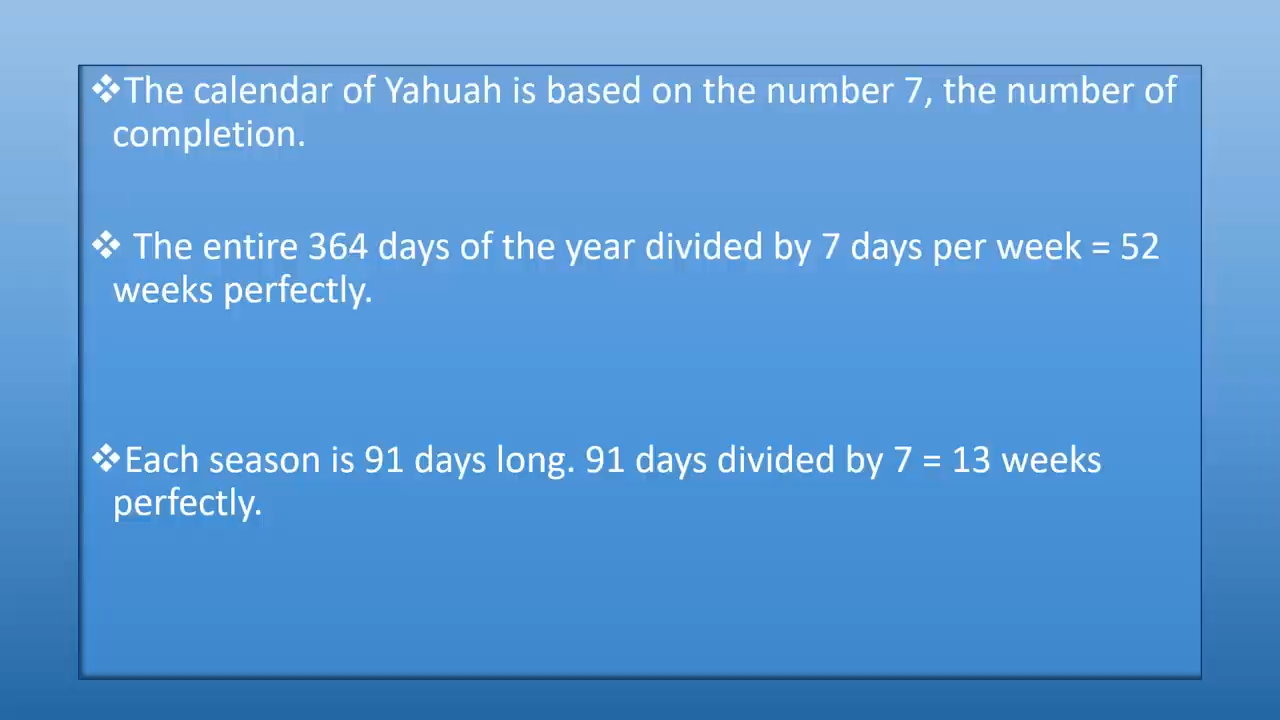 ❖The calendar of Yahuah is based on the number 7, the number of
completion.
❖ The entire 364 days of the year divided by 7 days per week = 52
weeks perfectly.
❖Each season is 91 days long. 91 days divided by 7 = 13 weeks
perfectly.